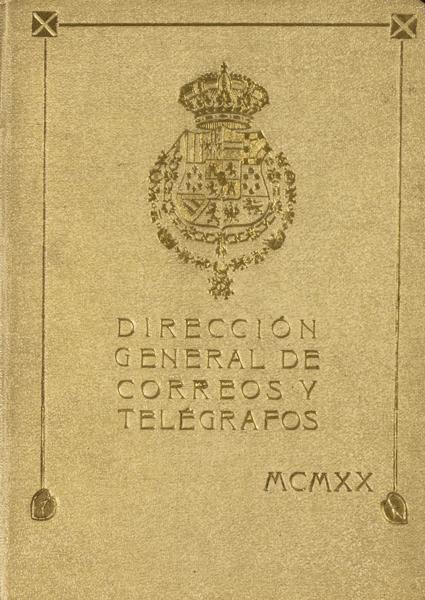 DIRECCIÓN
GENERAL DE
CORREOS Y
TELÉGRAFOS
MCMXX